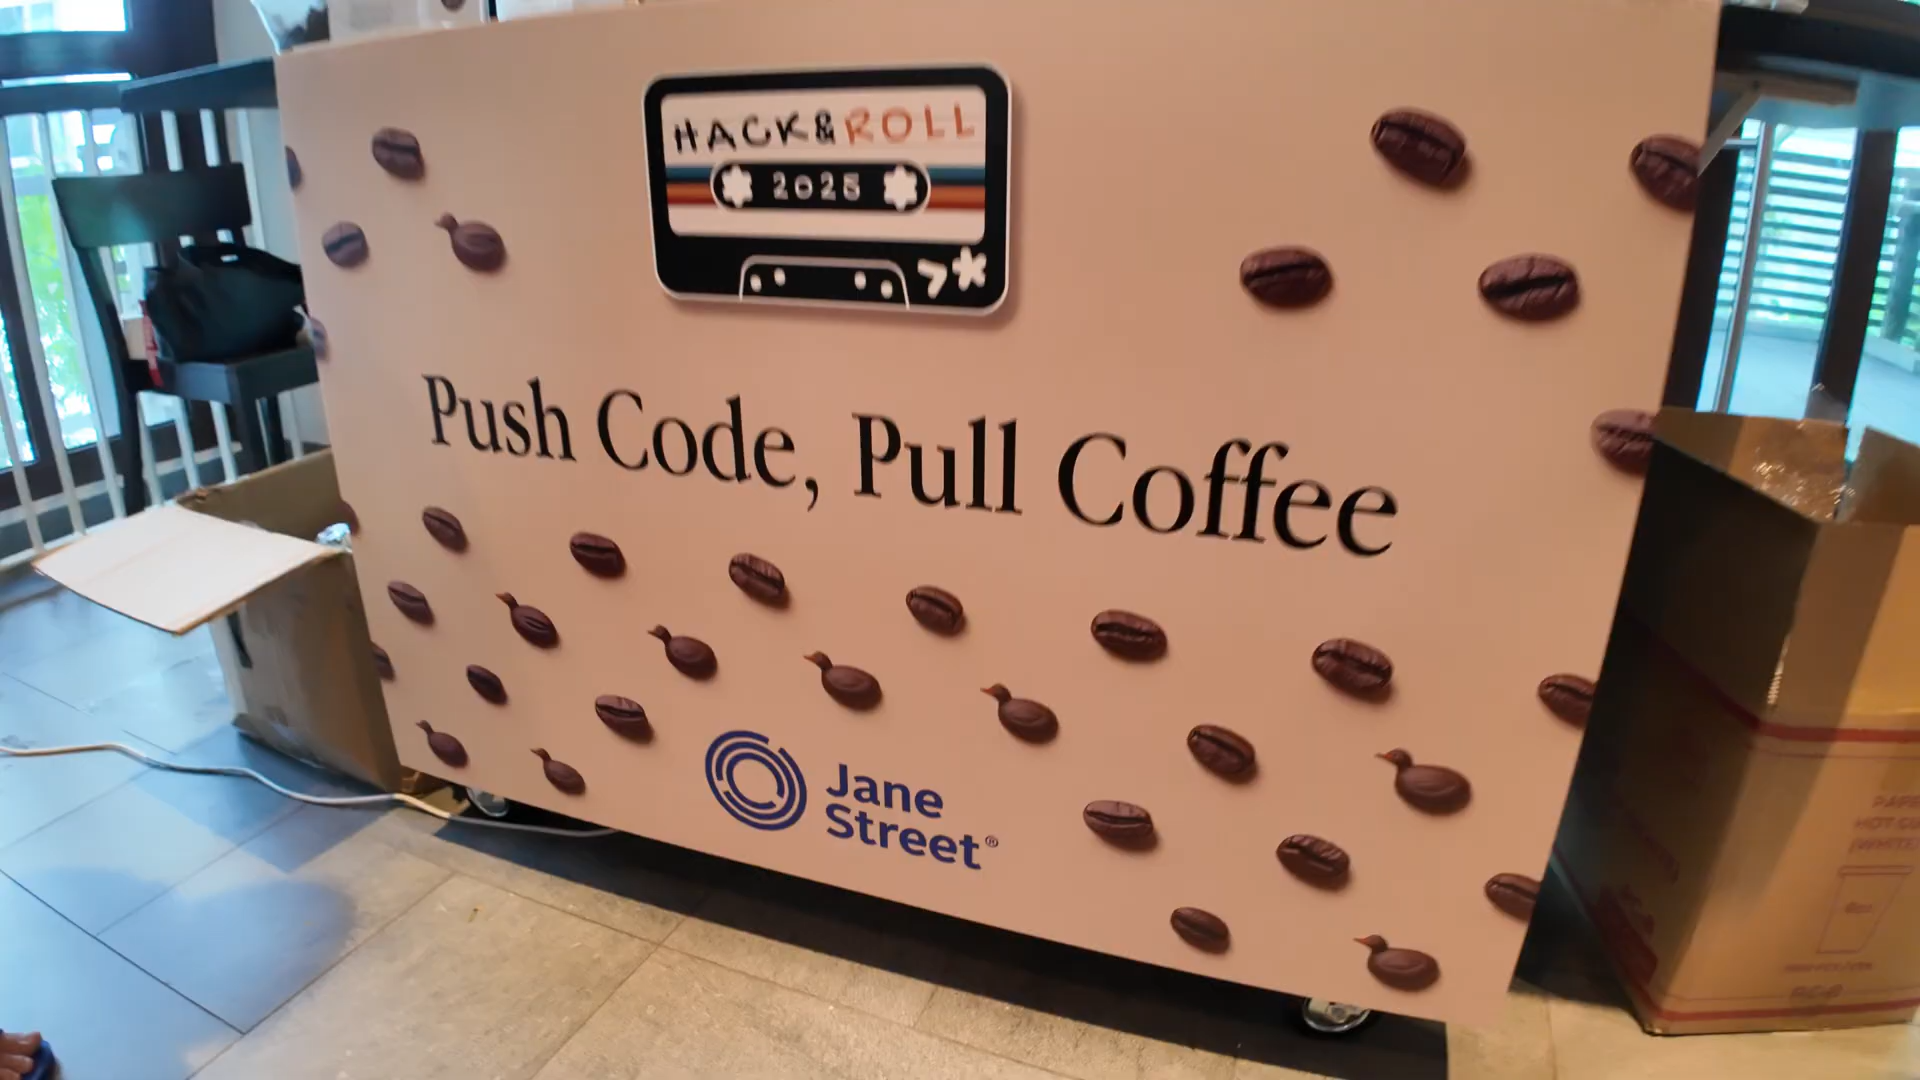 HACK&ROLL
2025
Push Code, Pull Coffee
Jane
Street®